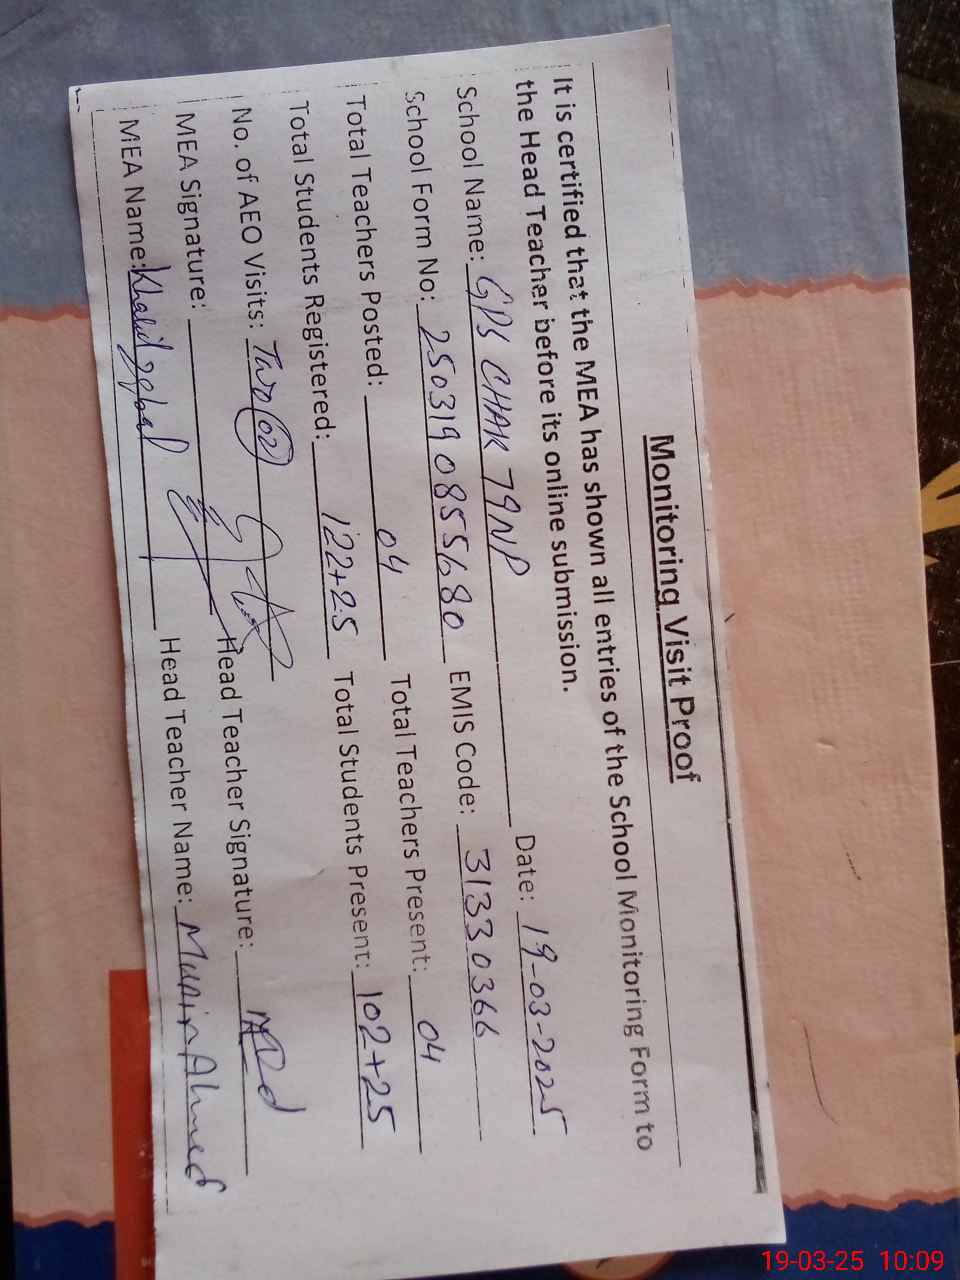 Monitoring Visit Proof
It is certified that the MEA has shown all entries of the School Monitoring Form to
the Head Teacher before its online submission.
School Name: GPS CHAK 79NP Date: 19-03-2025
School Form No: 2503190855680 EMIS Code: 31330366
Total Teachers Posted: 04 Total Teachers Present: 04
Total Students Registered: 122+25 Total Students Present: 102+25
No. of AEO Visits: Two (02)
MEA Signature: Head Teacher Signature:
MEA Name: Khalid Iqbal Head Teacher Name: Ahmed
19-03-25 10:09